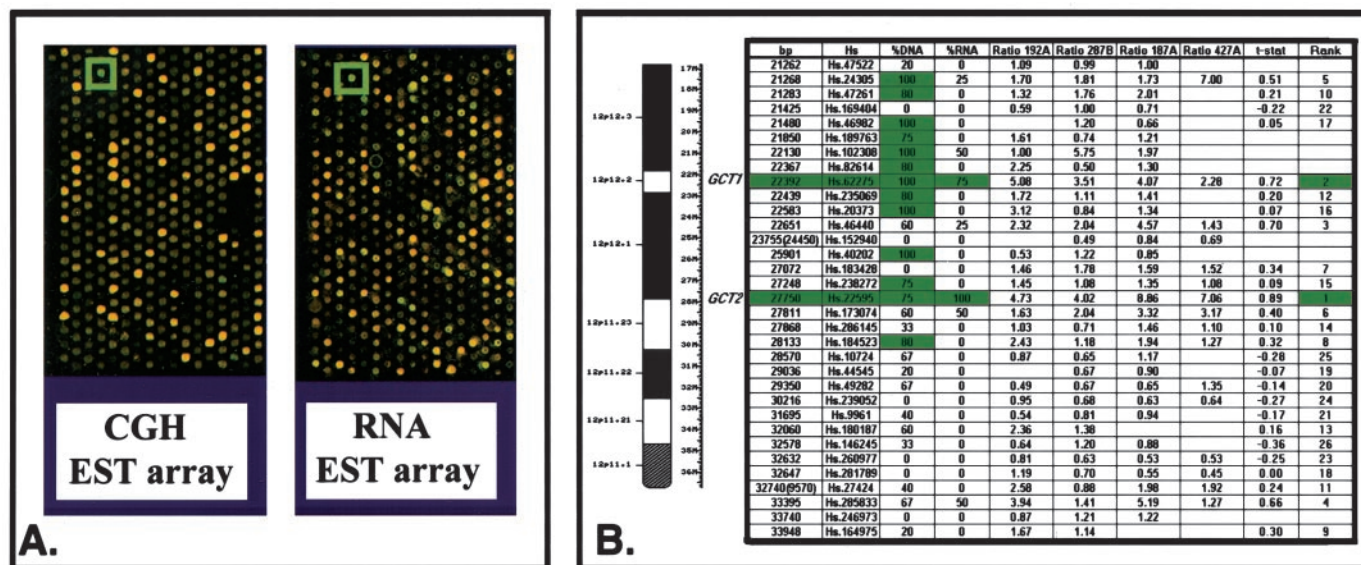 CGH
EST array
RNA
EST array
A.
17M
18M
19M
20M
21M
22M
23M
24M
25M
26M
27M
28M
29M
30M
31M
32M
33M
34M
35M
36M
12p12.3
12p12.2
12p12.1
12p11.23
12p11.22
12p11.21
12p11.1
GCT1
GCT2
bp Hs %DNA %RNA Ratio 192A Ratio 287B Ratio 187A Ratio 427A t-stat Rank
21262 Hs.47522 20 0 1.09 0.99 1.00
21268 Hs.24305 100 25 1.70 1.81 1.73 7.00 0.51 5
21283 Hs.47261 80 0 1.32 1.76 2.01 0.21 10
21425 Hs.169404 0 0 0.59 1.00 0.71 -0.22 22
21480 Hs.46982 100 0 1.20 0.66 0.05 17
21850 Hs.189763 75 0 1.61 0.74 1.21
22130 Hs.102308 100 50 1.00 5.75 1.97
22367 Hs.82614 80 0 2.25 0.50 1.30
22392 Hs.62275 100 75 5.08 3.51 4.07 2.28 0.72 2
22439 Hs.235069 80 0 1.72 1.11 1.41 0.20 12
22583 Hs.20373 100 0 3.12 0.84 1.34 0.07 16
22651 Hs.46440 60 25 2.32 2.04 4.57 1.43 0.70 3
23755(24450) Hs.152940 0 0 0.49 0.84 0.69
25901 Hs.40202 100 0 0.53 1.22 0.85
27072 Hs.183428 0 0 1.46 1.78 1.59 1.52 0.34 7
27248 Hs.238272 75 0 1.45 1.08 1.35 1.08 0.09 15
27750 Hs.22595 75 100 4.73 4.02 8.86 7.06 0.89 1
27811 Hs.173074 60 50 1.63 2.04 3.32 3.17 0.40 6
27868 Hs.286145 33 0 1.03 0.71 1.46 1.10 0.10 14
28133 Hs.184523 80 0 2.43 1.18 1.94 1.27 0.32 8
28570 Hs.10724 67 0 0.87 0.65 1.17 -0.28 25
29036 Hs.44545 20 0 0.67 0.90 -0.07 19
29350 Hs.49282 67 0 0.49 0.67 0.65 1.35 -0.14 20
30216 Hs.239052 0 0 0.95 0.68 0.63 0.64 -0.27 24
31695 Hs.9961 40 0 0.54 0.81 0.94 -0.17 21
32060 Hs.180187 60 0 2.36 1.38 0.16 13
32578 Hs.146245 33 0 0.64 1.20 0.88 -0.36 26
32632 Hs.260977 0 0 0.81 0.63 0.53 0.53 -0.25 23
32647 Hs.281789 0 0 1.19 0.70 0.55 0.45 0.00 18
32740(9570) Hs.27424 40 0 2.58 0.88 1.98 1.92 0.24 11
33395 Hs.285833 67 50 3.94 1.41 5.19 1.27 0.66 4
33740 Hs.246973 0 0 0.87 1.21 1.22
33948 Hs.164975 20 0 1.67 1.14 0.30 9
B.